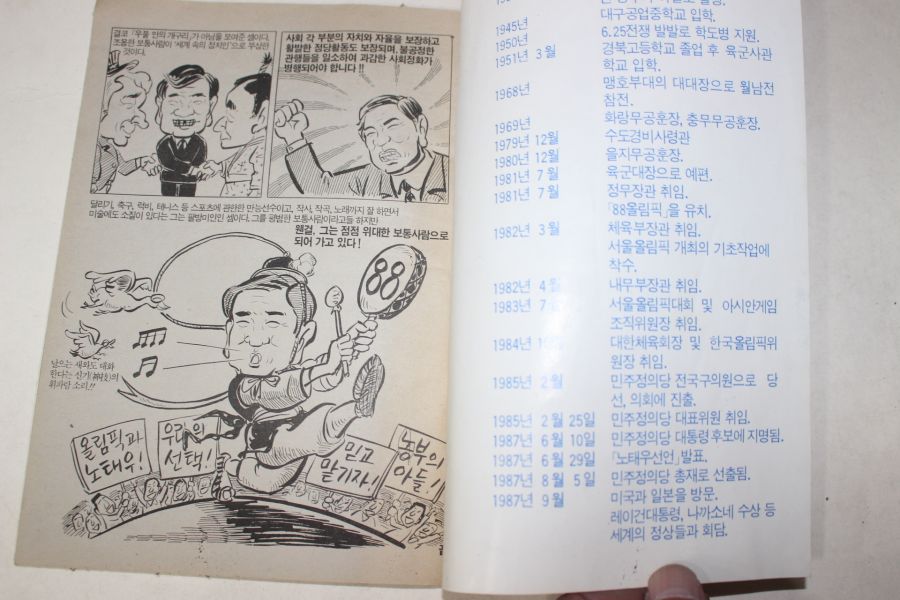 결코 「우물 안의 개구리」가 아님을 보여준 셈이다.
조용한 보통사람이 '세계 속의 정치인'으로 부상한
것이다.
사회 각 부분의 자치와 자율을 보장하고
활발한 정당활동도 보장되며, 불공정한
관행들을 일소하여 과감한 사회정화가
병행되어야 합니다!!
달리기, 축구, 럭비, 테니스 등 스포츠에 관한한 만능선수이고, 작사, 작곡, 노래까지 잘 하면서
미술에도 소질이 있다는 그는 팔방미인인 셈이다. 그를 평범한 보통사람이라고들 하지만
웬걸, 그는 점점 위대한 보통사람으로
되어 가고 있다!
88
날으는 새와도 대화
한다는 신기(神技)의
휘파람 소리!!
올림픽과
노태우!
우리의
선택!
믿고
맡기자!
농부의
아들!
대구공업중학교 입학.
1945년
1950년 6.25전쟁 발발로 학도병 지원.
1951년 3월 경북고등학교 졸업 후 육군사관
학교 입학.
1968년 맹호부대의 대대장으로 월남전
참전.
1969년 화랑무공훈장, 충무무공훈장.
1979년 12월 수도경비사령관
1980년 12월 을지무공훈장.
1981년 7월 육군대장으로 예편.
1981년 7월 정무장관 취임.
「88올림픽」을 유치.
1982년 3월 체육부장관 취임.
서울올림픽 개최의 기초작업에
착수.
1982년 4월 내무부장관 취임.
1983년 서울올림픽대회 및 아시안게임
조직위원장 취임.
1984년 대한체육회장 및 한국올림픽위
원장 취임.
1985년 2월 민주정의당 전국구의원으로 당
선, 의회에 진출.
1985년 2월 25일 민주정의당 대표위원 취임.
1987년 6월 10일 민주정의당 대통령후보에 지명됨.
1987년 6월 29일 「노태우선언」발표.
1987년 8월 5일 민주정의당 총재로 선출됨.
1987년 9월 미국과 일본을 방문.
레이건대통령, 나까소네 수상 등
세계의 정상들과 회담.